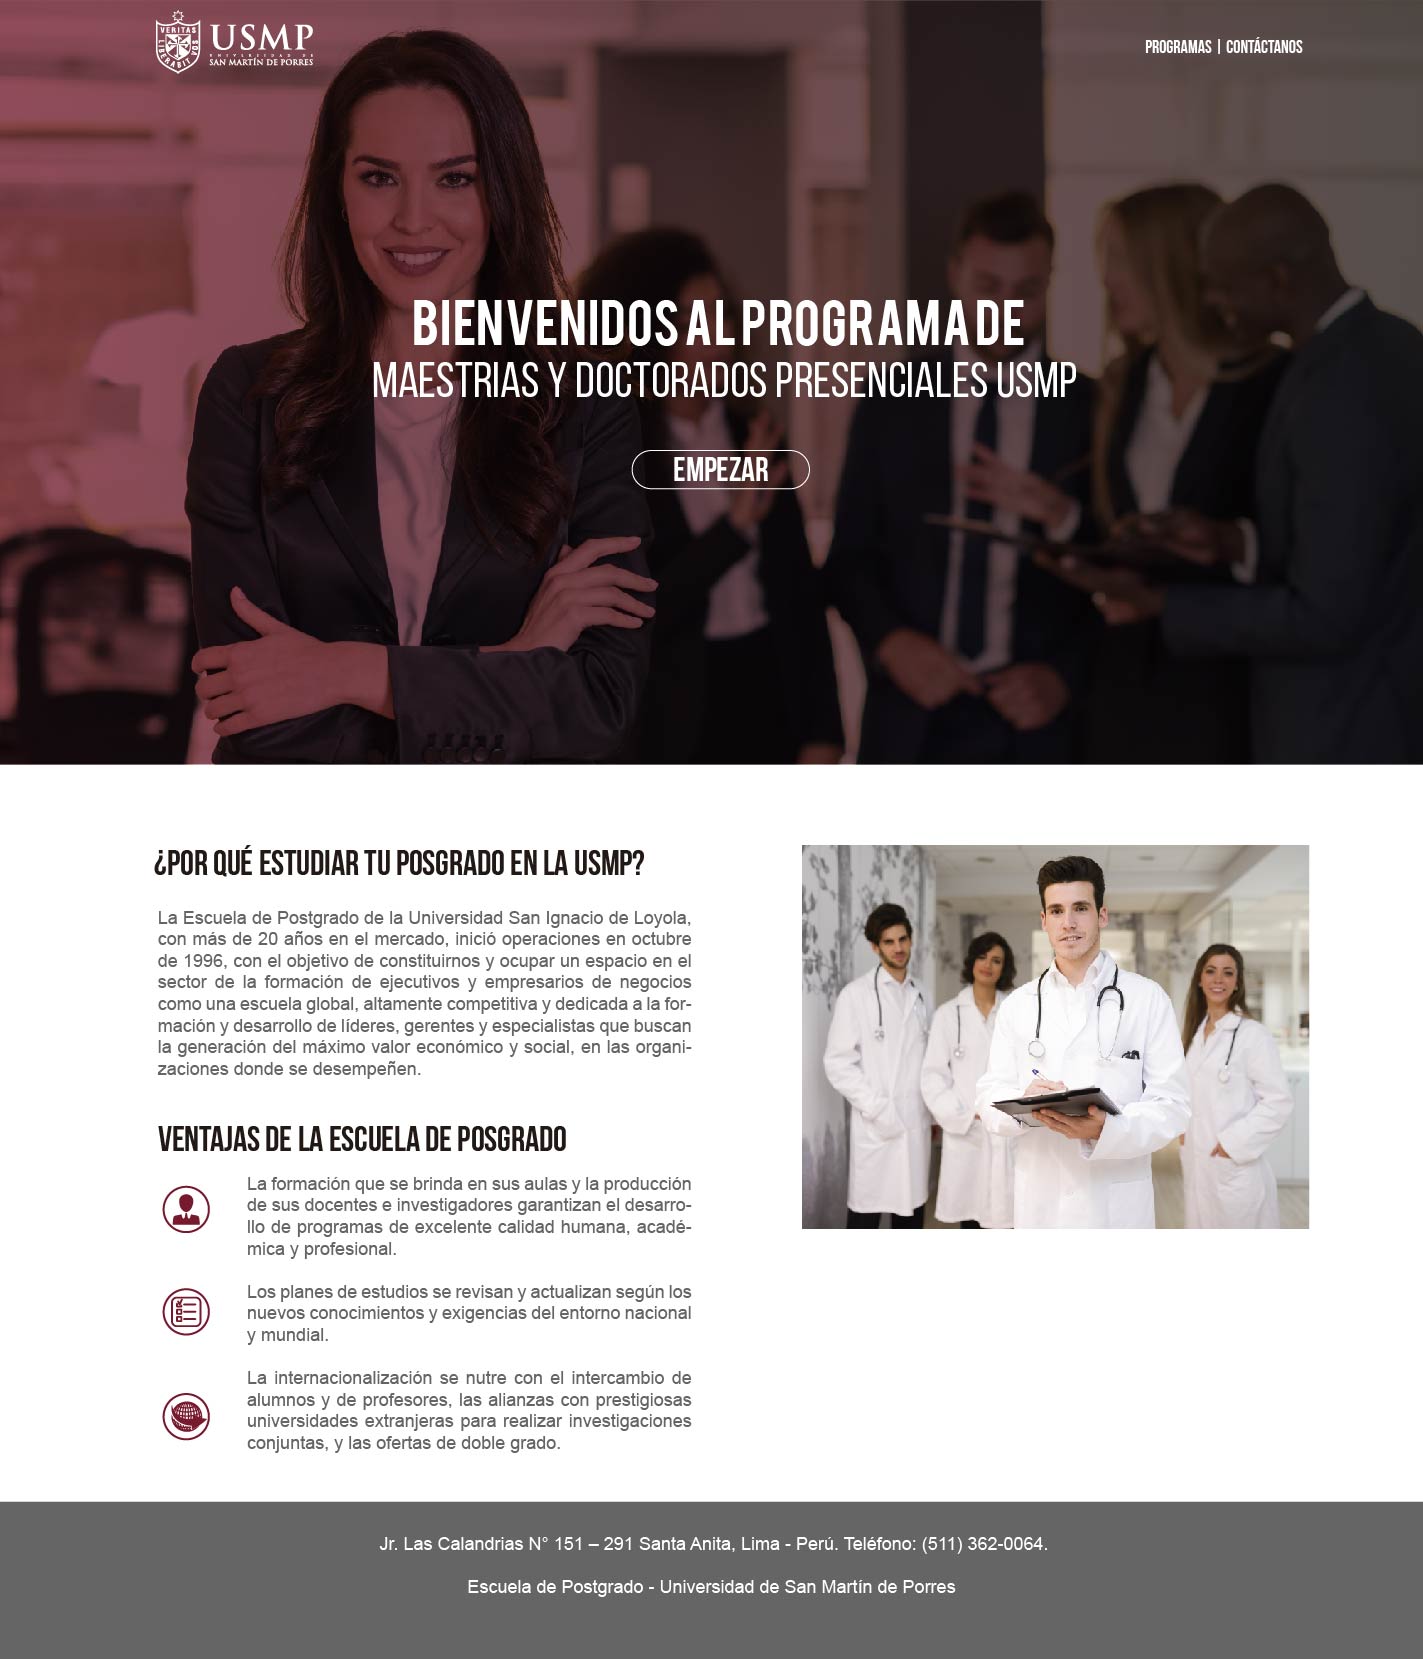 VERITAS
LIBERABIT VOS
USMP
UNIVERSIDAD DE
SAN MARTÍN DE PORRES
PROGRAMAS | CONTÁCTANOS
BIENVENIDOS AL PROGRAMA DE
MAESTRIAS Y DOCTORADOS PRESENCIALES USMP
EMPEZAR
¿POR QUÉ ESTUDIAR TU POSGRADO EN LA USMP?
La Escuela de Postgrado de la Universidad San Ignacio de Loyola,
con más de 20 años en el mercado, inició operaciones en octubre
de 1996, con el objetivo de constituirnos y ocupar un espacio en el
sector de la formación de ejecutivos y empresarios de negocios
como una escuela global, altamente competitiva y dedicada a la for-
mación y desarrollo de líderes, gerentes y especialistas que buscan
la generación del máximo valor económico y social, en las organi-
zaciones donde se desempeñen.
VENTAJAS DE LA ESCUELA DE POSGRADO
La formación que se brinda en sus aulas y la producción
de sus docentes e investigadores garantizan el desarro-
llo de programas de excelente calidad humana, acadé-
mica y profesional.
Los planes de estudios se revisan y actualizan según los
nuevos conocimientos y exigencias del entorno nacional
y mundial.
La internacionalización se nutre con el intercambio de
alumnos y de profesores, las alianzas con prestigiosas
universidades extranjeras para realizar investigaciones
conjuntas, y las ofertas de doble grado.
Jr. Las Calandrias N° 151 – 291 Santa Anita, Lima - Perú. Teléfono: (511) 362-0064.
Escuela de Postgrado - Universidad de San Martín de Porres